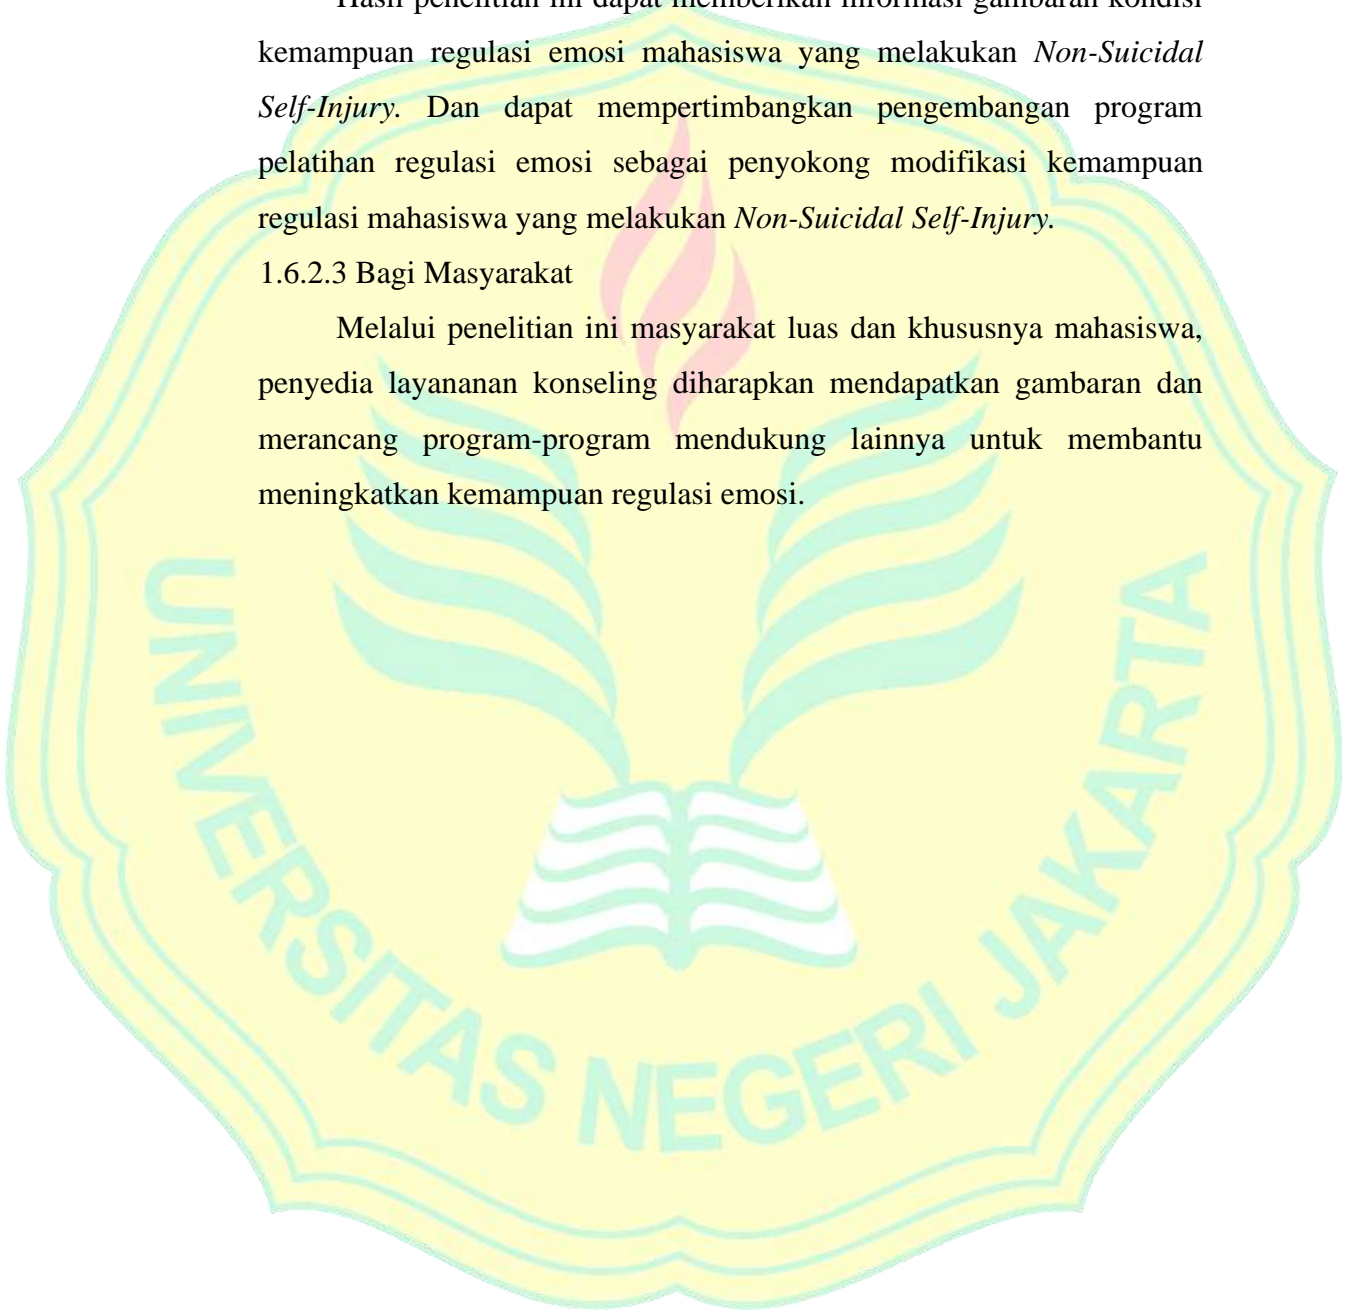 Hasil penelitian ini dapat memberikan informasi gambaran kondisi
kemampuan regulasi emosi mahasiswa yang melakukan Non-Suicidal
Self-Injury. Dan dapat mempertimbangkan pengembangan program
pelatihan regulasi emosi sebagai penyokong modifikasi kemampuan
regulasi mahasiswa yang melakukan Non-Suicidal Self-Injury.
1.6.2.3 Bagi Masyarakat
Melalui penelitian ini masyarakat luas dan khususnya mahasiswa,
penyedia layananan konseling diharapkan mendapatkan gambaran dan
merancang program-program mendukung lainnya untuk membantu
meningkatkan kemampuan regulasi emosi.
UNIVERSITAS NEGERI JAKARTA